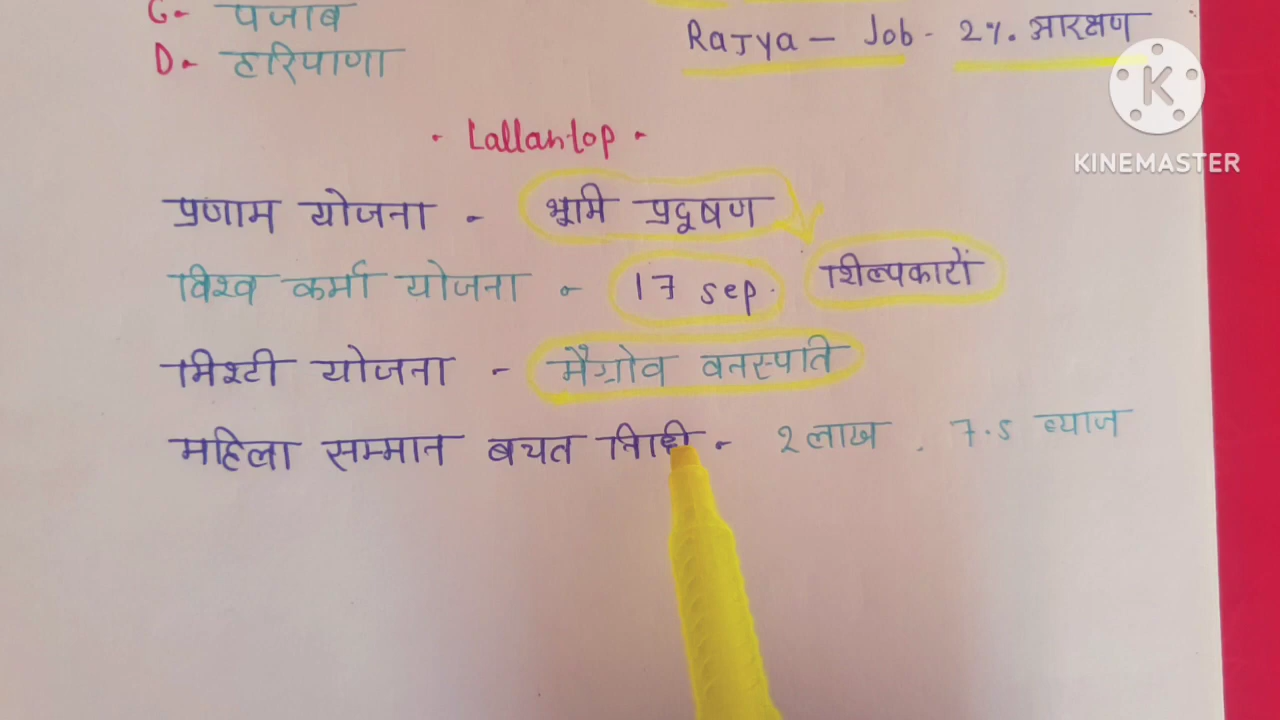 C- पंजाब
D- हरियाणा
Rajya - Job - 2%. आरक्षण
KINEMASTER
- Lallantop -
प्रणाम योजना - भूमि प्रदूषण
विश्व कर्मा योजना - 17 sep. शिल्पकारों
मिश्टी योजना - मैंग्रोव वनस्पति
महिला सम्मान बचत निधी - 2 लाख . 7.5 ब्याज